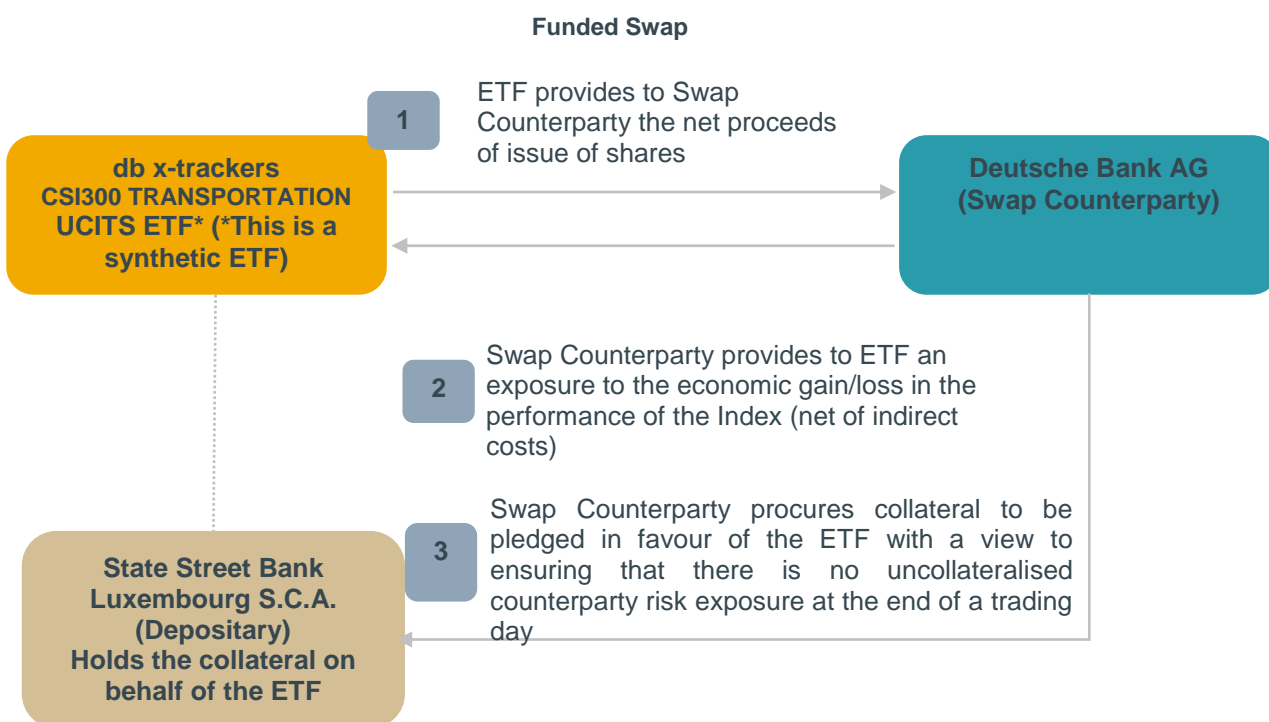 Funded Swap
1
ETF provides to Swap
Counterparty the net proceeds
of issue of shares
db x-trackers
CSI300 TRANSPORTATION
UCITS ETF* (*This is a
synthetic ETF)
Deutsche Bank AG
(Swap Counterparty)
2
Swap Counterparty provides to ETF an
exposure to the economic gain/loss in the
performance of the Index (net of indirect
costs)
3
Swap Counterparty procures collateral to be
pledged in favour of the ETF with a view to
ensuring that there is no uncollateralised
counterparty risk exposure at the end of a trading
day
State Street Bank
Luxembourg S.C.A.
(Depositary)
Holds the collateral on
behalf of the ETF